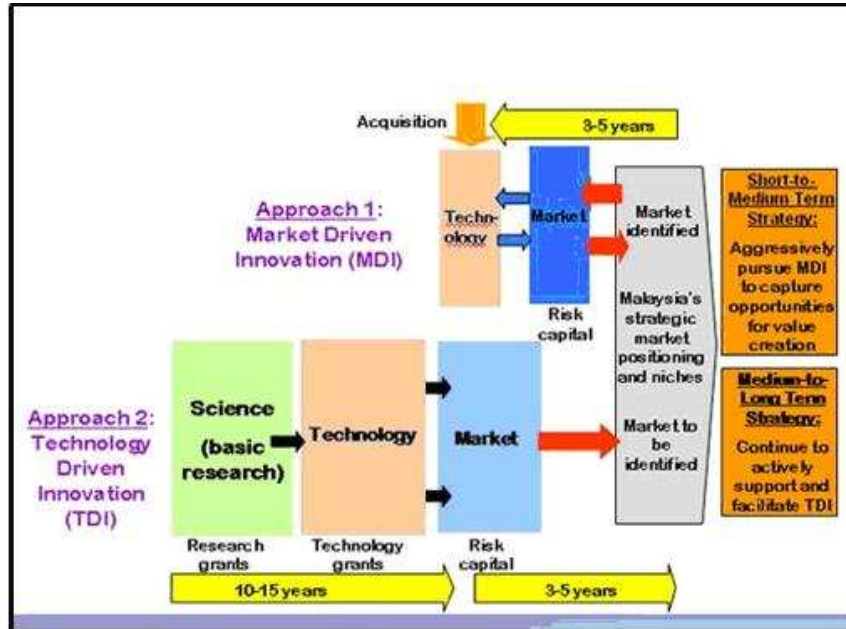 Acquisition
3-5 years
Approach 1:
Market Driven
Innovation (MDI)
Techn-
ology
Market
Risk
capital
Market
identified
Malaysia's
strategic
market
positioning
and niches
Market to
be
identified
Short-to-
Medium Term
Strategy:
Aggressively
pursue MDI
to capture
opportunities
for value
creation
Approach 2:
Technology
Driven
Innovation
(TDI)
Science
(basic
research)
Technology
Market
Research
grants
Technology
grants
Risk
capital
Medium-to-
Long Term
Strategy:
Continue to
actively
support and
facilitate TDI
10-15 years
3-5 years